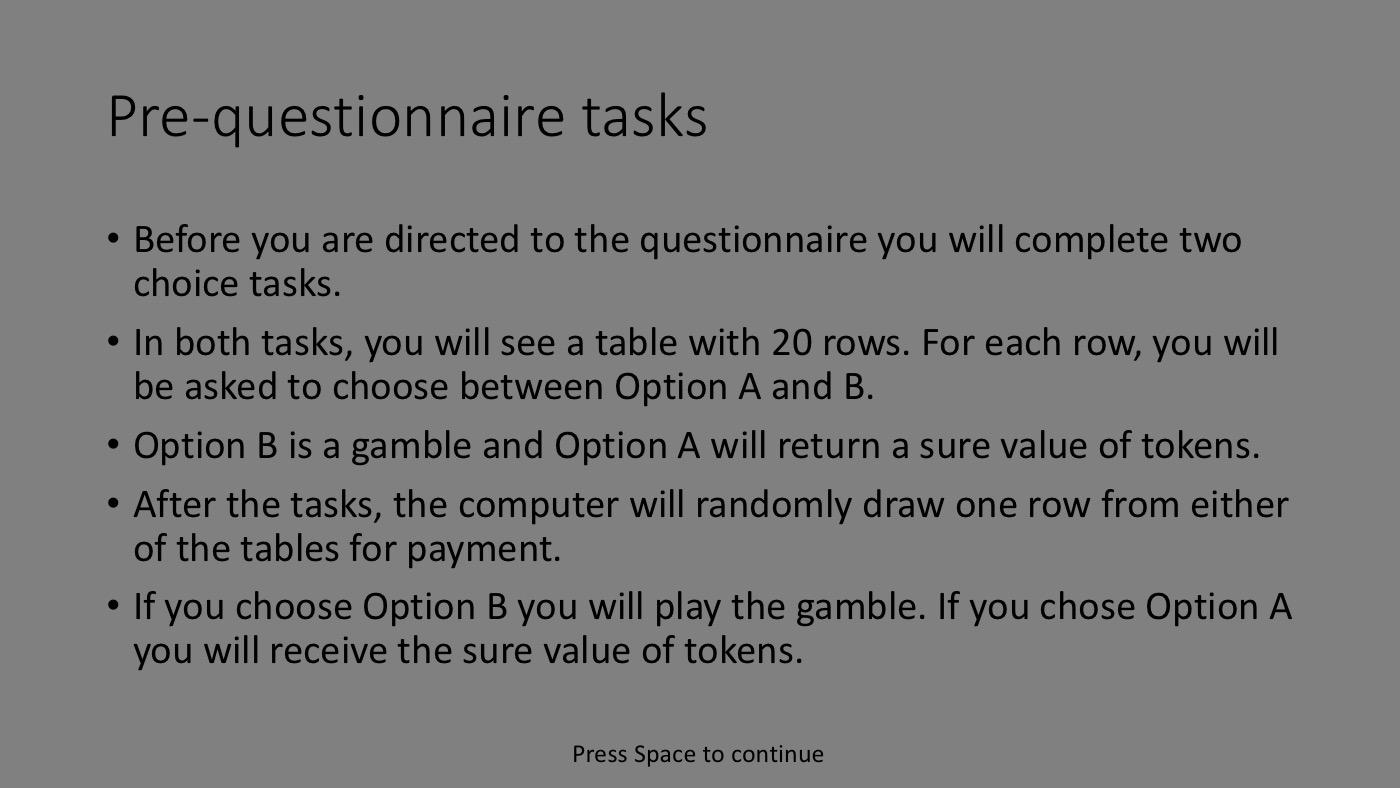 Pre-questionnaire tasks
• Before you are directed to the questionnaire you will complete two
choice tasks.
• In both tasks, you will see a table with 20 rows. For each row, you will
be asked to choose between Option A and B.
• Option B is a gamble and Option A will return a sure value of tokens.
• After the tasks, the computer will randomly draw one row from either
of the tables for payment.
• If you choose Option B you will play the gamble. If you chose Option A
you will receive the sure value of tokens.
Press Space to continue